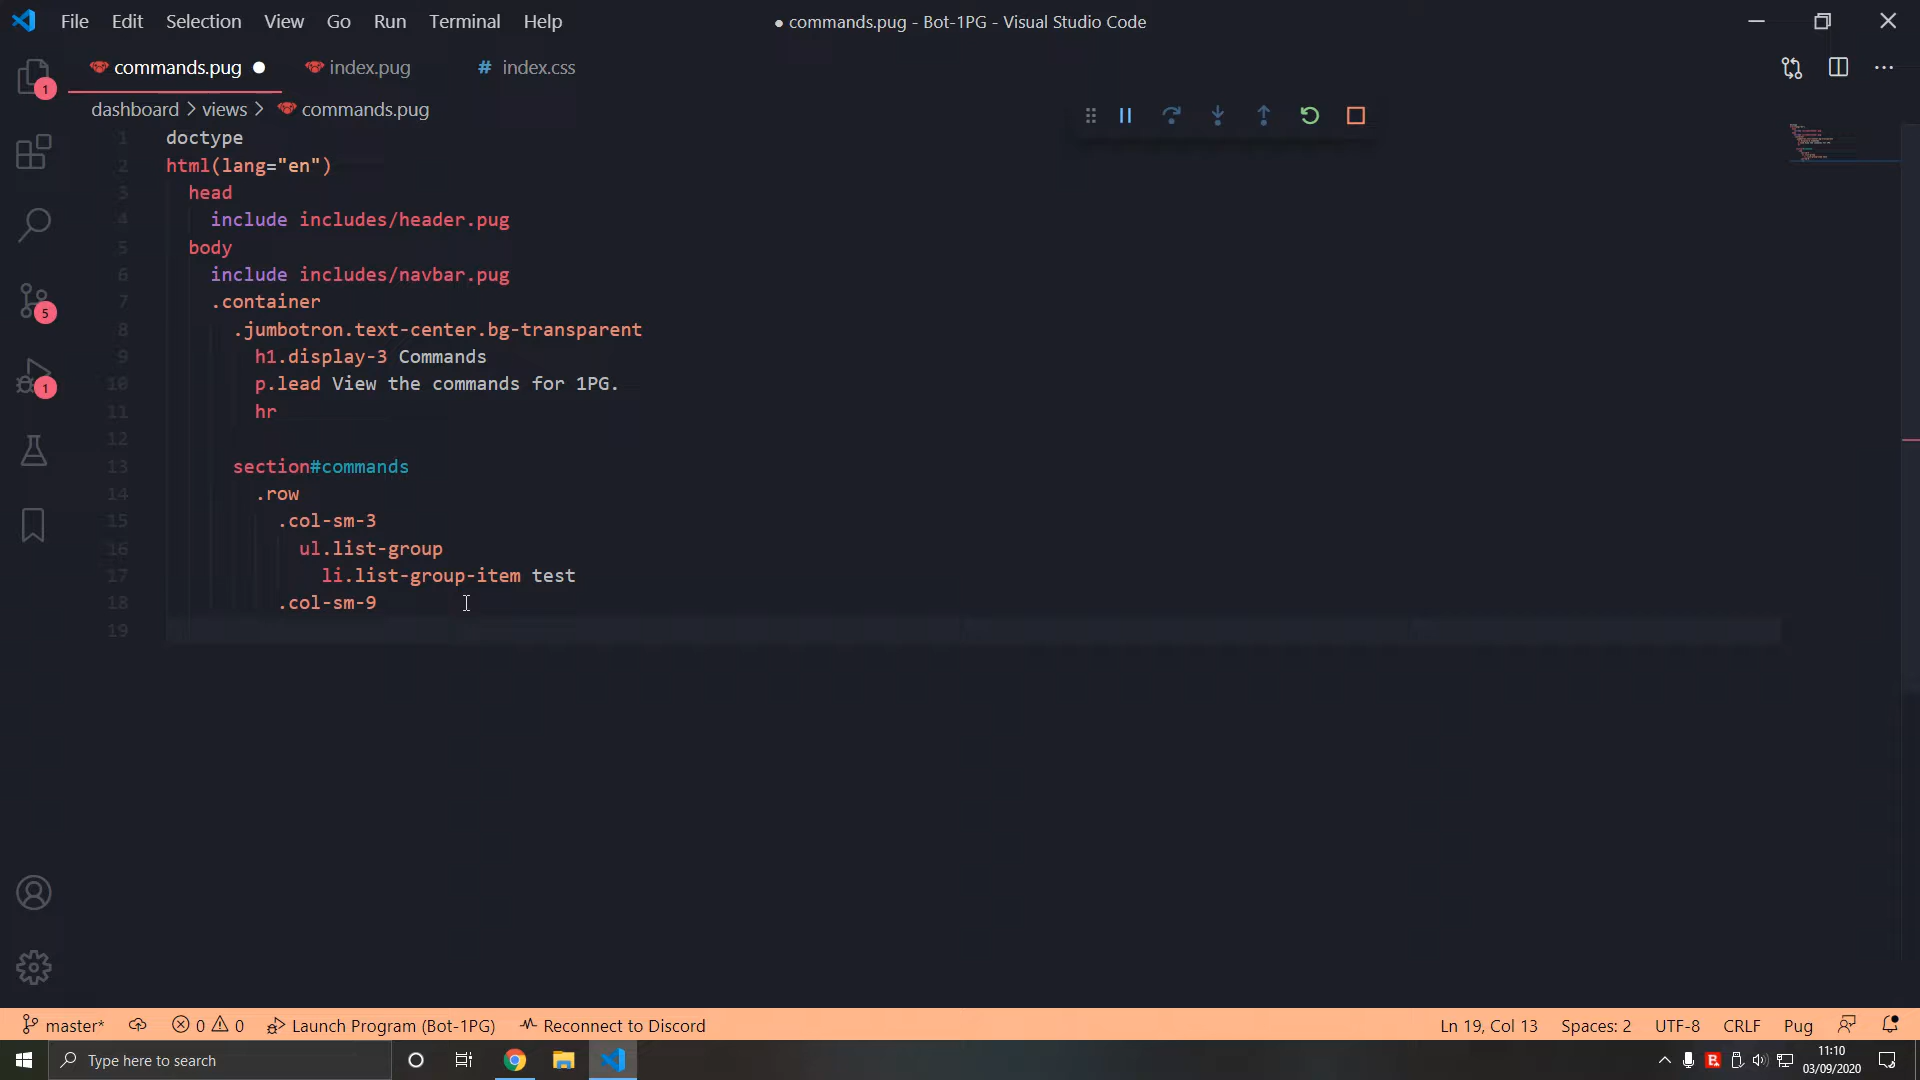 File Edit Selection View Go Run Terminal Help
● commands.pug - Bot-1PG - Visual Studio Code
commands.pug ●
index.pug
# index.css
dashboard > views > commands.pug
1 doctype
2 html(lang="en")
3 head
4 include includes/header.pug
5 body
6 include includes/navbar.pug
7 .container
8 .jumbotron.text-center.bg-transparent
9 h1.display-3 Commands
10 p.lead View the commands for 1PG.
11 hr
12
13 section#commands
14 .row
15 .col-sm-3
16 ul.list-group
17 li.list-group-item test
18 .col-sm-9
19
1
5
1
master* 0 0 Launch Program (Bot-1PG) Reconnect to Discord
Ln 19, Col 13 Spaces: 2 UTF-8 CRLF Pug
Type here to search
11:10
03/09/2020